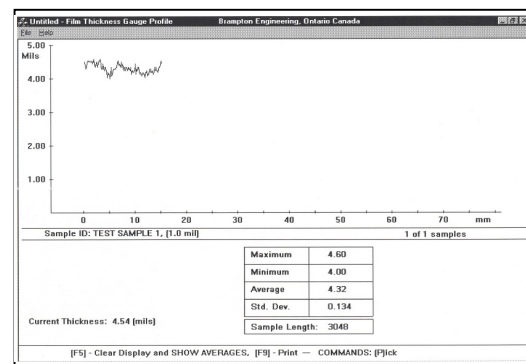 Untitled - Film Thickness Gauge Profile Brampton Engineering, Ontario Canada
File Help
5.00
Mils
4.00
3.00
2.00
1.00
0 10 20 30 40 50 60 70 mm
Sample ID: TEST SAMPLE 1, (1.0 mil) 1 of 1 samples
Maximum 4.60
Minimum 4.00
Average 4.32
Std. Dev. 0.134
Current Thickness: 4.54 (mils)
Sample Length: 3048
[F5] - Clear Display and SHOW AVERAGES, [F9] - Print — COMMANDS: [P]ick